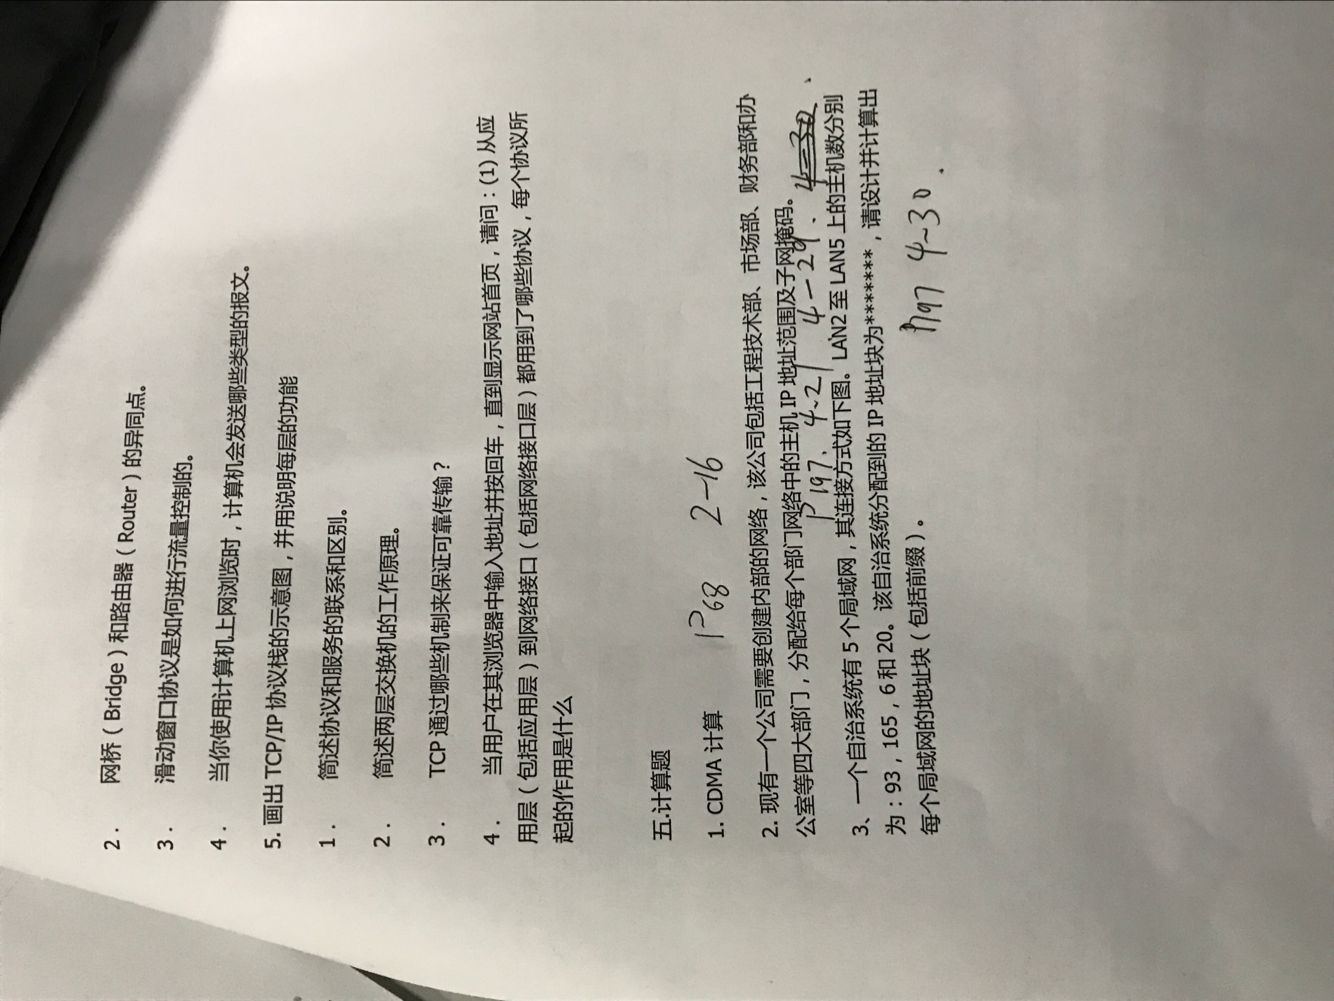 2． 网桥（Bridge）和路由器（Router）的异同点。
3． 滑动窗口协议是如何进行流量控制的。
4． 当你使用计算机上网浏览时，计算机会发送哪些类型的报文。
5. 画出 TCP/IP 协议栈的示意图，并用说明每层的功能
1． 简述协议和服务的联系和区别。
2． 简述两层交换机的工作原理。
3． TCP 通过哪些机制来保证可靠传输？
4． 当用户在其浏览器中输入地址并按回车，直到显示网站首页，请问：(1) 从应
用层（包括应用层）到网络接口（包括网络接口层）都用到了哪些协议，每个协议所
起的作用是什么
五.计算题
1. CDMA 计算 P68 2-16
2. 现有一个公司需要创建内部的网络，该公司包括工程技术部、市场部、财务部和办
公室等四大部门，分配给每个部门网络中的主机 IP 地址范围及子网掩码。
P197. 4-21 4-29. 4-30.
3、一个自治系统有 5 个局域网，其连接方式如下图。LAN2 至 LAN5 上的主机数分别
为：93，165，6 和 20。该自治系统分配到的 IP 地址块为*******，请设计并计算出
每个局域网的地址块（包括前缀）。
P197 4-30.